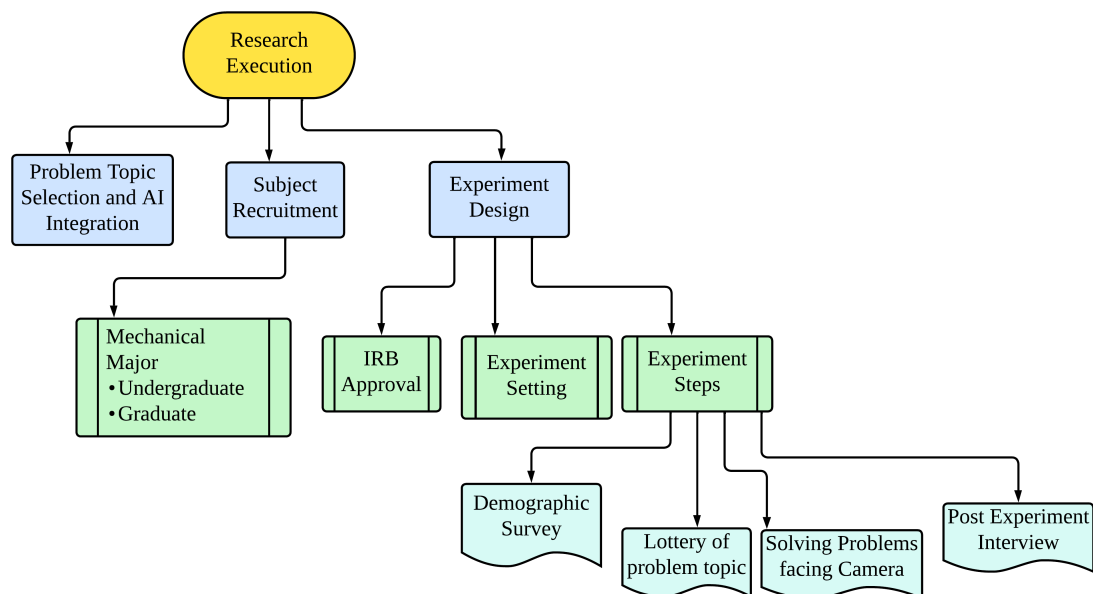 Research
Execution
Problem Topic
Selection and AI
Integration
Subject
Recruitment
Experiment
Design
Mechanical
Major
•Undergraduate
•Graduate
IRB
Approval
Experiment
Setting
Experiment
Steps
Demographic
Survey
Lottery of
problem topic
Solving Problems
facing Camera
Post Experiment
Interview